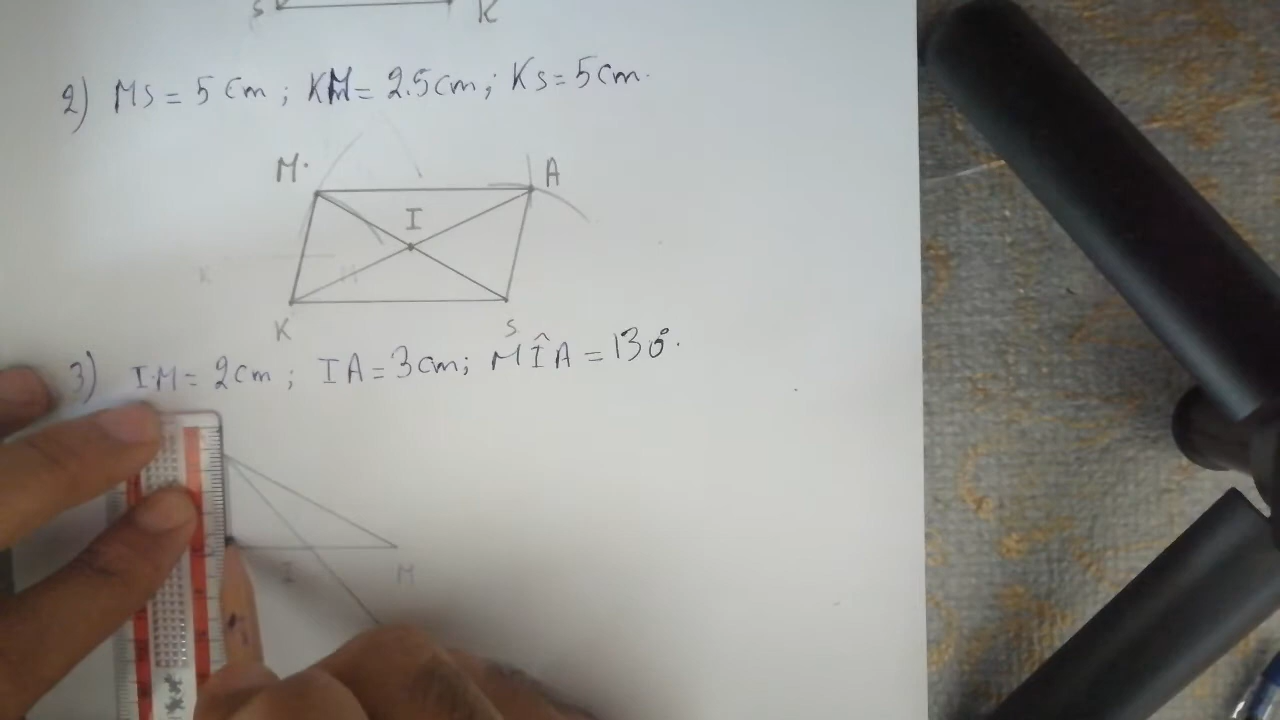 S K
2) MS = 5 cm ; KM = 2.5 cm ; KS = 5 cm.
M. A
I
K M
K S
3) IM = 2 cm ; IA = 3 cm ; MÎA = 130°.
I M